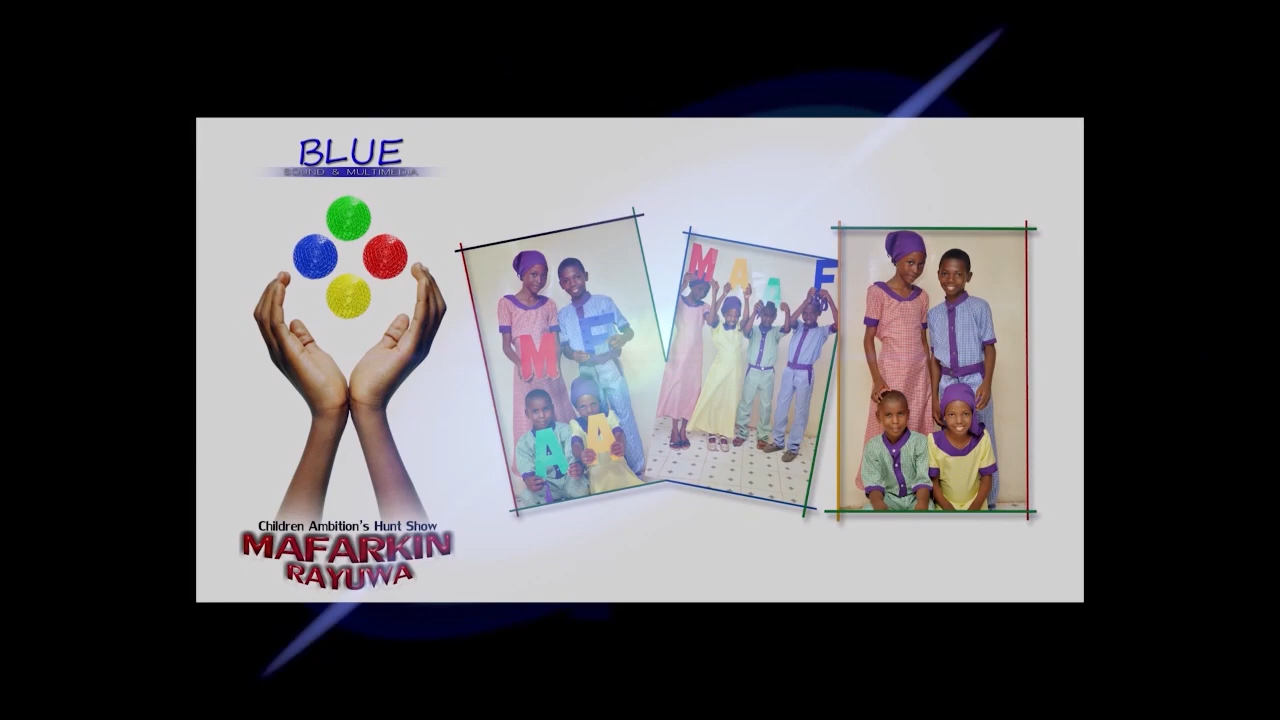 BLUE
SOUND & MULTIMEDIA
Children Ambition's Hunt Show
MAFARKIN
RAYUWA
M E
A A
M A A F